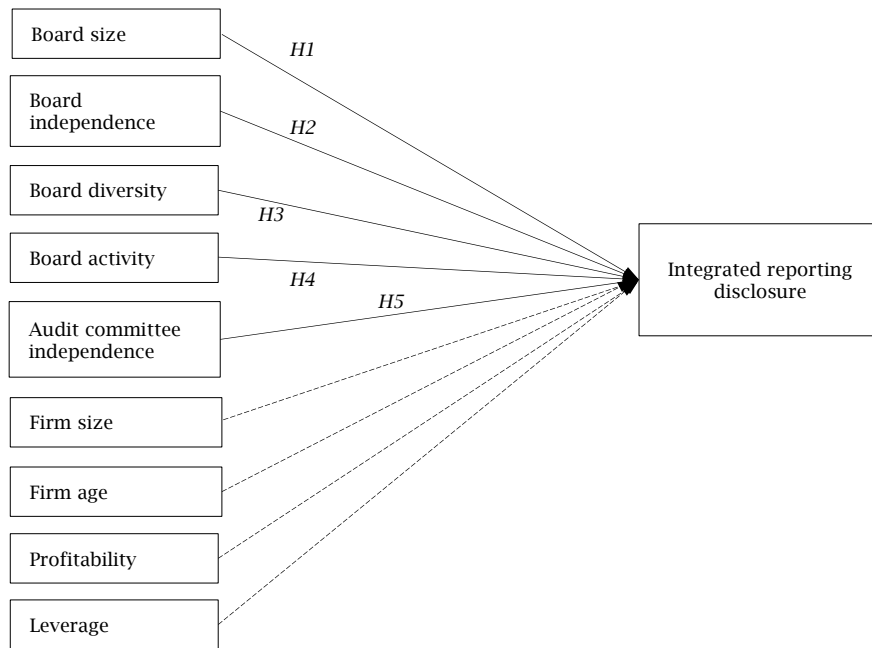 Board size
H1
Board
independence
H2
Board diversity
H3
Board activity
H4
Integrated reporting
disclosure
H5
Audit committee
independence
Firm size
Firm age
Profitability
Leverage